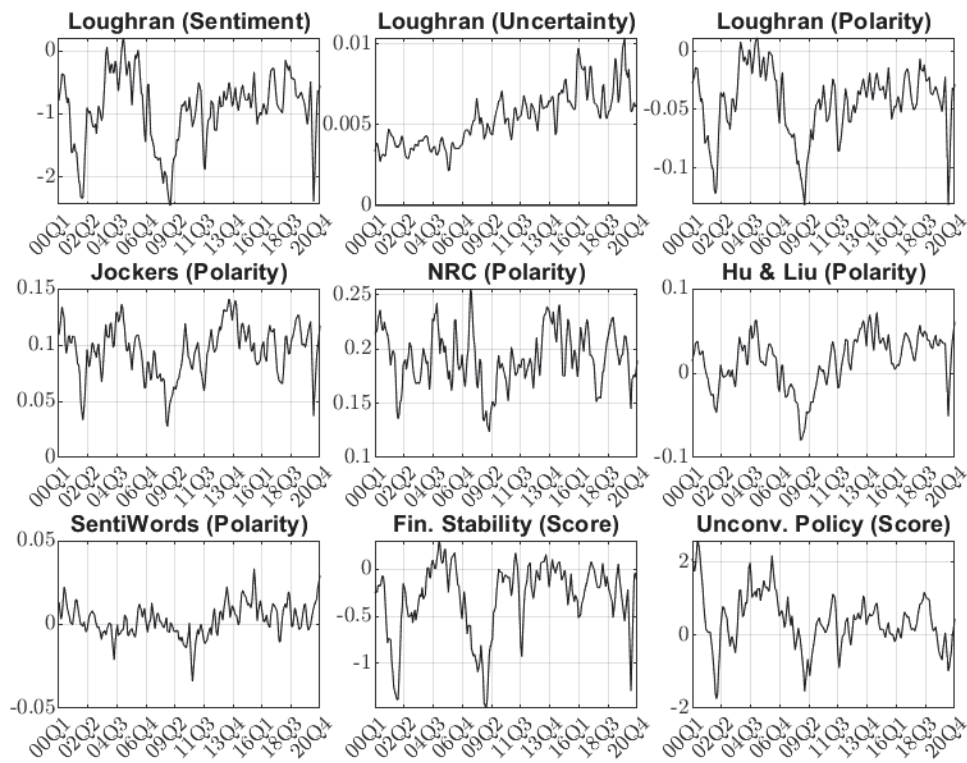 Loughran (Sentiment)
0
-1
-2
00Q1 02Q2 04Q3 06Q4 09Q2 11Q3 13Q4 16Q1 18Q3 20Q4
Loughran (Uncertainty)
0.01
0.005
0
00Q1 02Q2 04Q3 06Q4 09Q2 11Q3 13Q4 16Q1 18Q3 20Q4
Loughran (Polarity)
0
-0.05
-0.1
00Q1 02Q2 04Q3 06Q4 09Q2 11Q3 13Q4 16Q1 18Q3 20Q4
Jockers (Polarity)
0.15
0.1
0.05
0
00Q1 02Q2 04Q3 06Q4 09Q2 11Q3 13Q4 16Q1 18Q3 20Q4
NRC (Polarity)
0.25
0.2
0.15
0.1
00Q1 02Q2 04Q3 06Q4 09Q2 11Q3 13Q4 16Q1 18Q3 20Q4
Hu & Liu (Polarity)
0.1
0
-0.1
00Q1 02Q2 04Q3 06Q4 09Q2 11Q3 13Q4 16Q1 18Q3 20Q4
SentiWords (Polarity)
0.05
0
-0.05
00Q1 02Q2 04Q3 06Q4 09Q2 11Q3 13Q4 16Q1 18Q3 20Q4
Fin. Stability (Score)
0
-0.5
-1
00Q1 02Q2 04Q3 06Q4 09Q2 11Q3 13Q4 16Q1 18Q3 20Q4
Unconv. Policy (Score)
2
0
-2
00Q1 02Q2 04Q3 06Q4 09Q2 11Q3 13Q4 16Q1 18Q3 20Q4